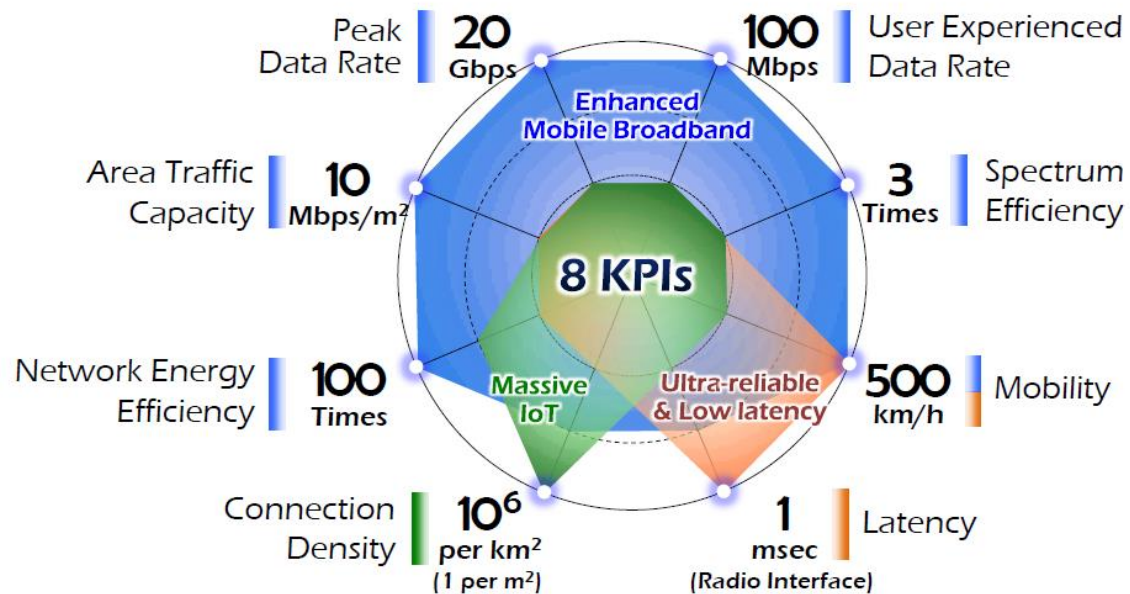 Peak
Data Rate
20
Gbps
100
Mbps
User Experienced
Data Rate
Enhanced
Mobile Broadband
Area Traffic
Capacity
10
Mbps/m²
3
Times
Spectrum
Efficiency
8 KPIs
Network Energy
Efficiency
100
Times
Massive
IoT
Ultra-reliable
& Low latency
500
km/h
Mobility
Connection
Density
10⁶
per km²
(1 per m²)
1
msec
(Radio Interface)
Latency